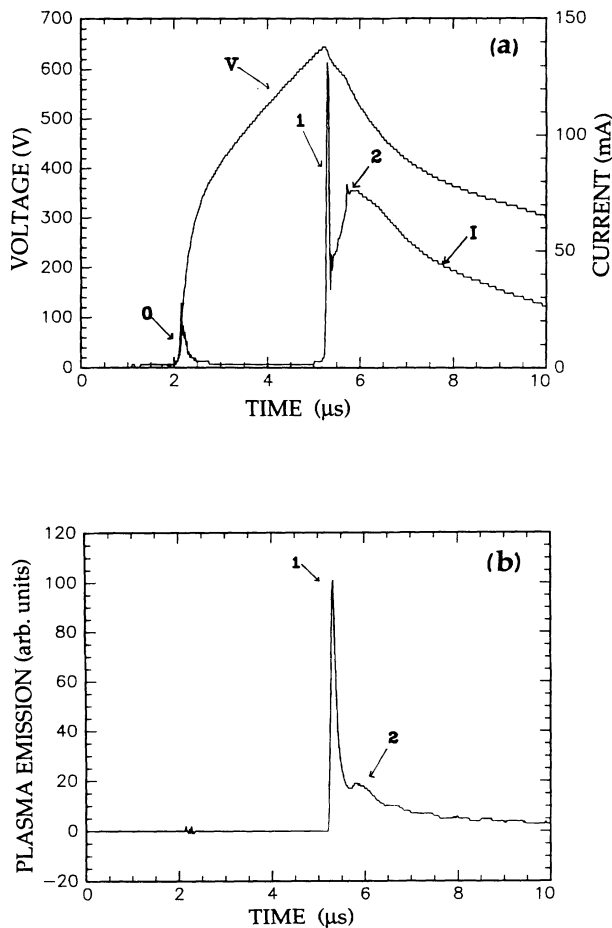 (a)
700
600
500
400
300
200
100
0
VOLTAGE (V)
150
100
50
0
CURRENT (mA)
V
1
2
I
0
0 2 4 6 8 10
TIME (μs)
(b)
120
100
80
60
40
20
0
−20
PLASMA EMISSION (arb. units)
1
2
0 2 4 6 8 10
TIME (μs)